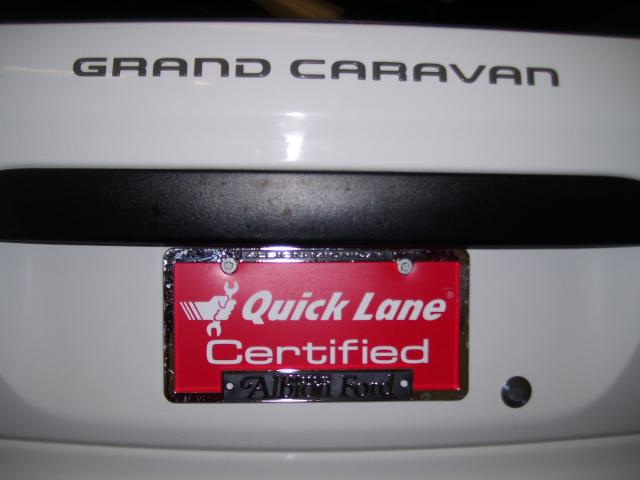 GRAND CARAVAN
Quick Lane®
Certified
Albion Ford